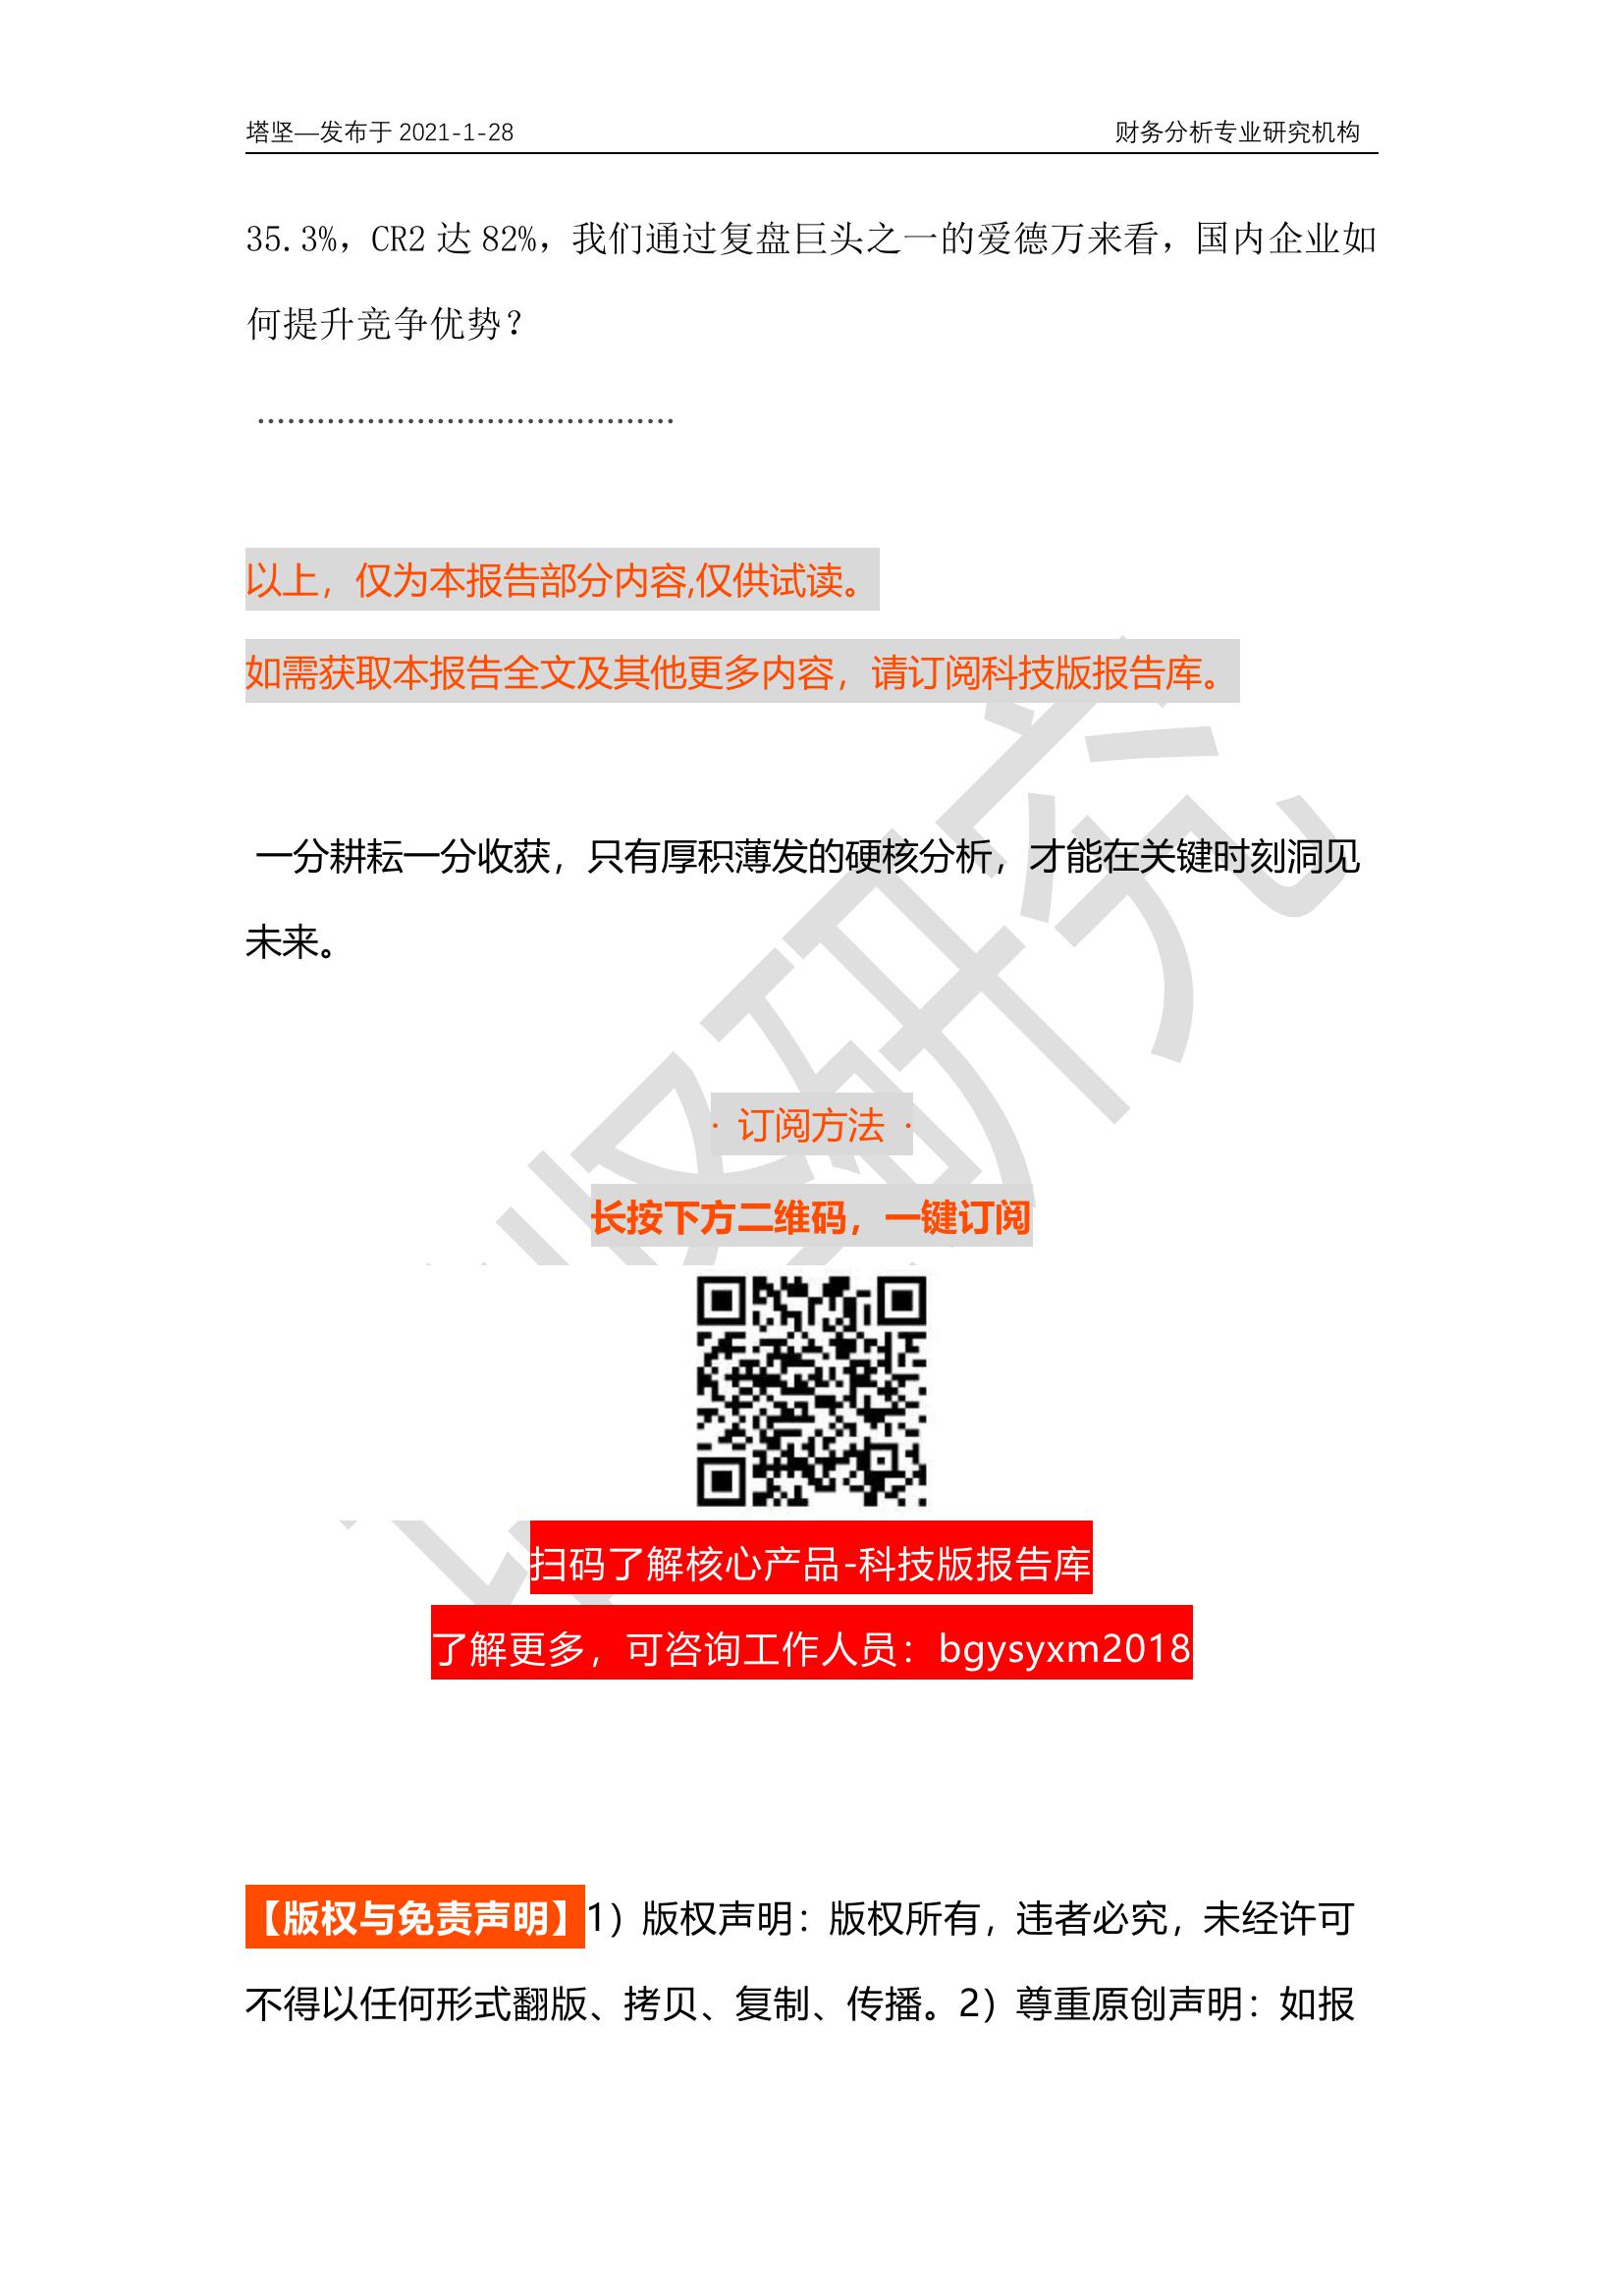 塔坚—发布于 2021-1-28 财务分析专业研究机构
35.3%，CR2 达 82%，我们通过复盘巨头之一的爱德万来看，国内企业如
何提升竞争优势？
……………………………………
以上，仅为本报告部分内容,仅供试读。
如需获取本报告全文及其他更多内容，请订阅科技版报告库。
一分耕耘一分收获，只有厚积薄发的硬核分析，才能在关键时刻洞见
未来。
· 订阅方法 ·
长按下方二维码，一键订阅
扫码了解核心产品-科技版报告库
了解更多，可咨询工作人员：bgysyxm2018
【版权与免责声明】1）版权声明：版权所有，违者必究，未经许可
不得以任何形式翻版、拷贝、复制、传播。2）尊重原创声明：如报
坚研究